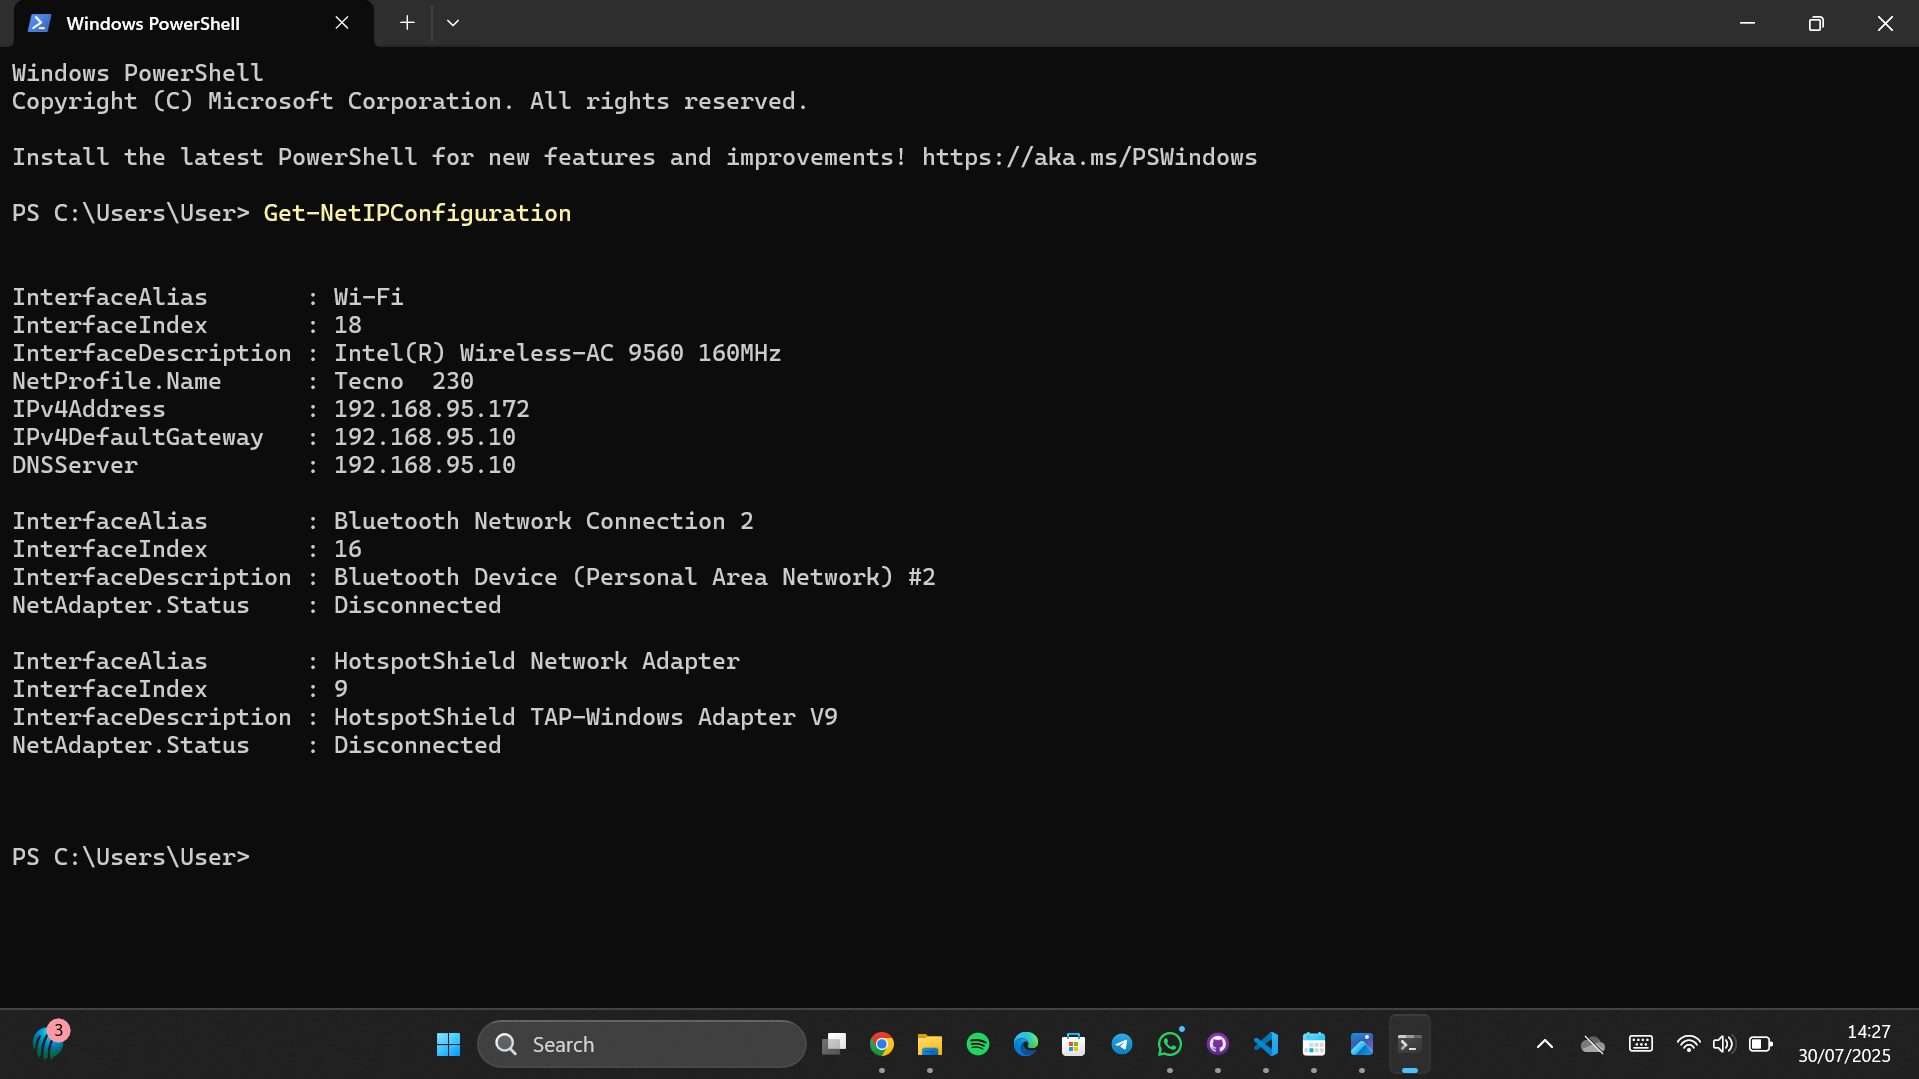 Windows PowerShell
Windows PowerShell
Copyright (C) Microsoft Corporation. All rights reserved.
Install the latest PowerShell for new features and improvements! https://aka.ms/PSWindows
PS C:\Users\User> Get-NetIPConfiguration
InterfaceAlias       : Wi-Fi
InterfaceIndex       : 18
InterfaceDescription : Intel(R) Wireless-AC 9560 160MHz
NetProfile.Name      : Tecno  230
IPv4Address          : 192.168.95.172
IPv4DefaultGateway   : 192.168.95.10
DNSServer            : 192.168.95.10
InterfaceAlias       : Bluetooth Network Connection 2
InterfaceIndex       : 16
InterfaceDescription : Bluetooth Device (Personal Area Network) #2
NetAdapter.Status    : Disconnected
InterfaceAlias       : HotspotShield Network Adapter
InterfaceIndex       : 9
InterfaceDescription : HotspotShield TAP-Windows Adapter V9
NetAdapter.Status    : Disconnected
PS C:\Users\User>
3
Search
14:27
30/07/2025